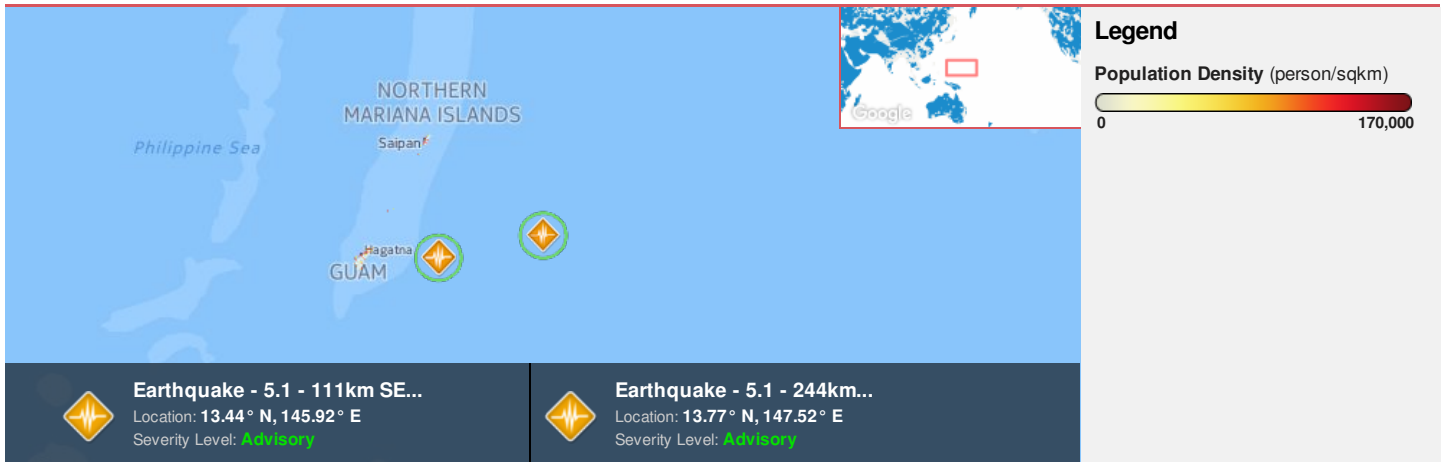 NORTHERN
MARIANA ISLANDS
Philippine Sea
Saipan
Hagatna
GUAM
Google
Legend
Population Density (person/sqkm)
0 170,000
Earthquake - 5.1 - 111km SE...
Location: 13.44° N, 145.92° E
Severity Level: Advisory
Earthquake - 5.1 - 244km...
Location: 13.77° N, 147.52° E
Severity Level: Advisory